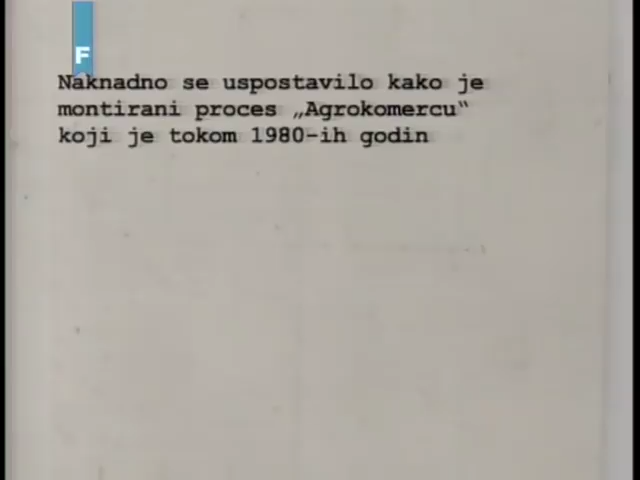 F
Naknadno se uspostavilo kako je
montirani proces „Agrokomercu“
koji je tokom 1980-ih godin